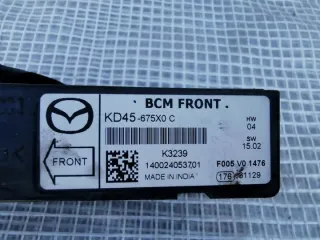 BCM FRONT
KD45-675X0 C
HW
04
SW
15.02
K3239
140024053701
MADE IN INDIA
FRONT
F005 V0 1476
176